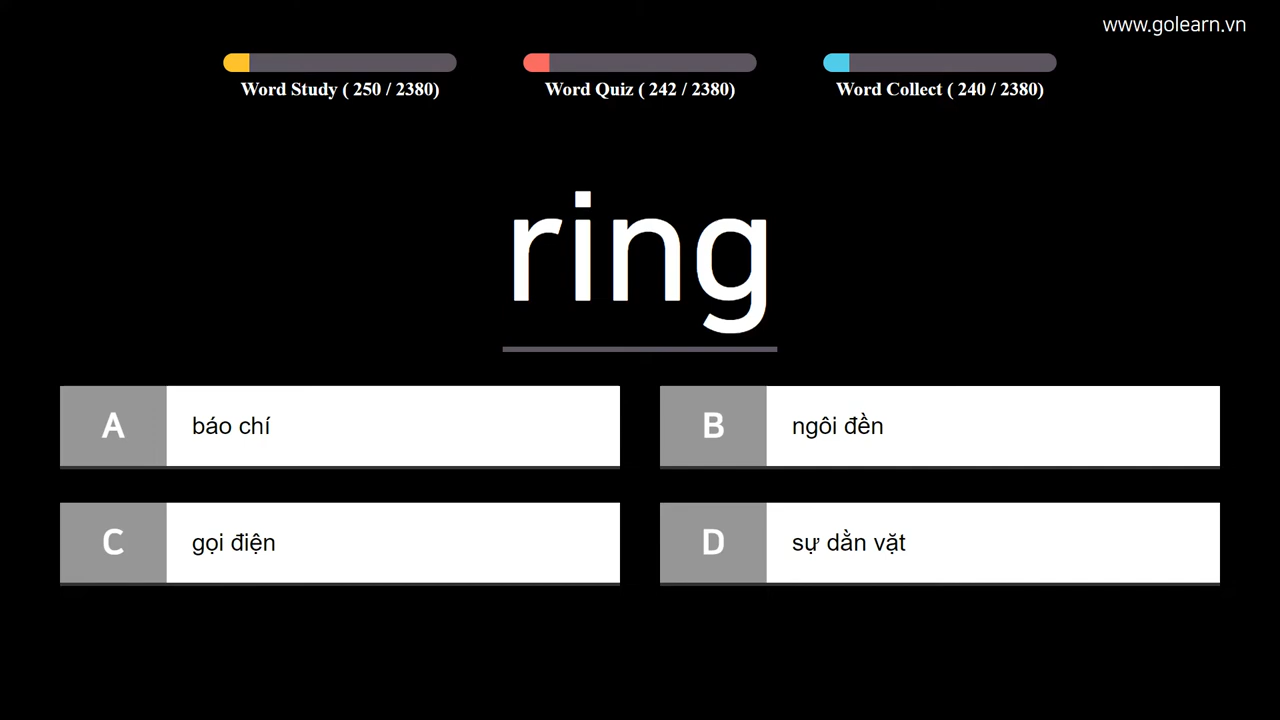 www.golearn.vn
Word Study ( 250 / 2380)
Word Quiz ( 242 / 2380)
Word Collect ( 240 / 2380)
ring
A báo chí
B ngôi đền
C gọi điện
D sự dằn vặt